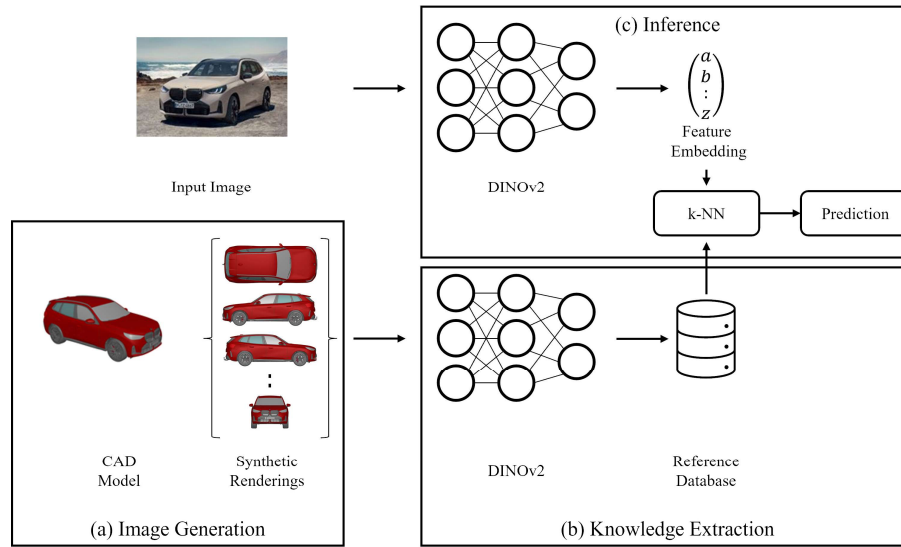 (c) Inference
a
b
:
z
Feature
Embedding
Input Image
DINOv2
k-NN
Prediction
CAD
Model
Synthetic
Renderings
(a) Image Generation
DINOv2
Reference
Database
(b) Knowledge Extraction